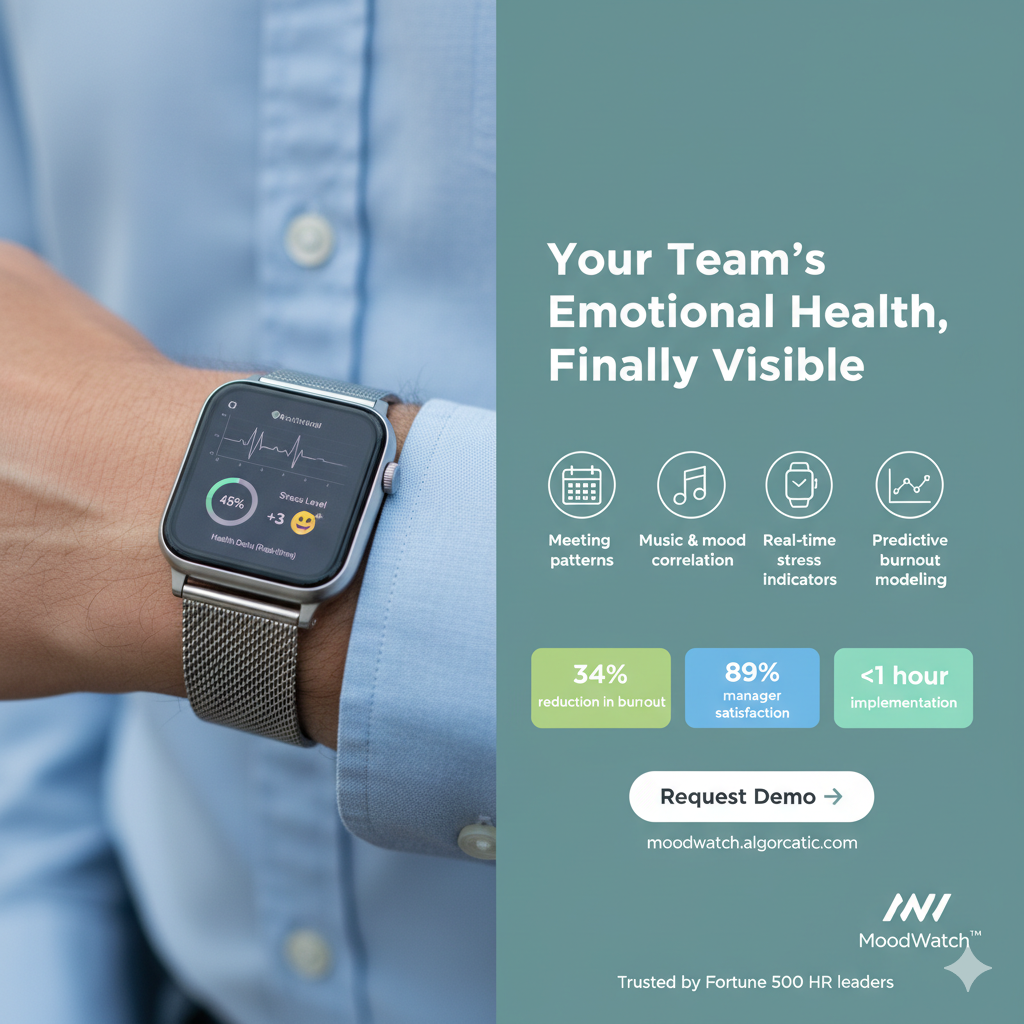 45%
Stress Level
+3
Your Team's
Emotional Health,
Finally Visible
Meeting
patterns
Music & mood
correlation
Real-time
stress
indicators
Predictive
burnout
modeling
34%
reduction in burnout
89%
manager
satisfaction
<1 hour
implementation
Request Demo →
moodwatch.algorcatic.com
MoodWatch™
Trusted by Fortune 500 HR leaders